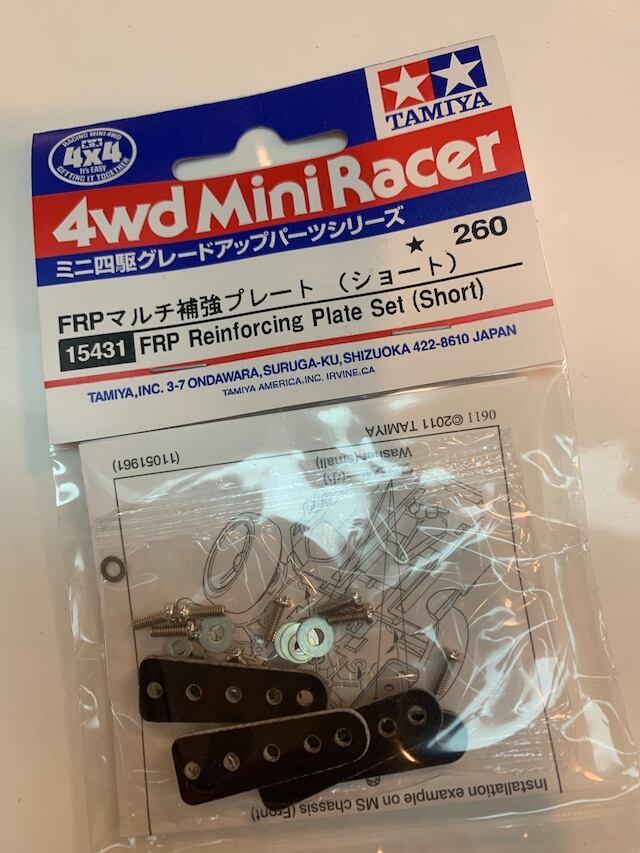 TAMIYA
RACING MINI 4WD
4x4
It's EASY
GETTING IT TOGETHER
4wd Mini Racer
ミニ四駆グレードアップパーツシリーズ
★ 260
FRPマルチ補強プレート （ショート）
15431 FRP Reinforcing Plate Set (Short)
TAMIYA,INC. 3-7 ONDAWARA,SURUGA-KU,SHIZUOKA 422-8610 JAPAN
TAMIYA AMERICA.INC. IRVINE.CA
0611 ©2011 TAMIYA
(11051961)
Washer (small)
Installation example on MS chassis (Front)